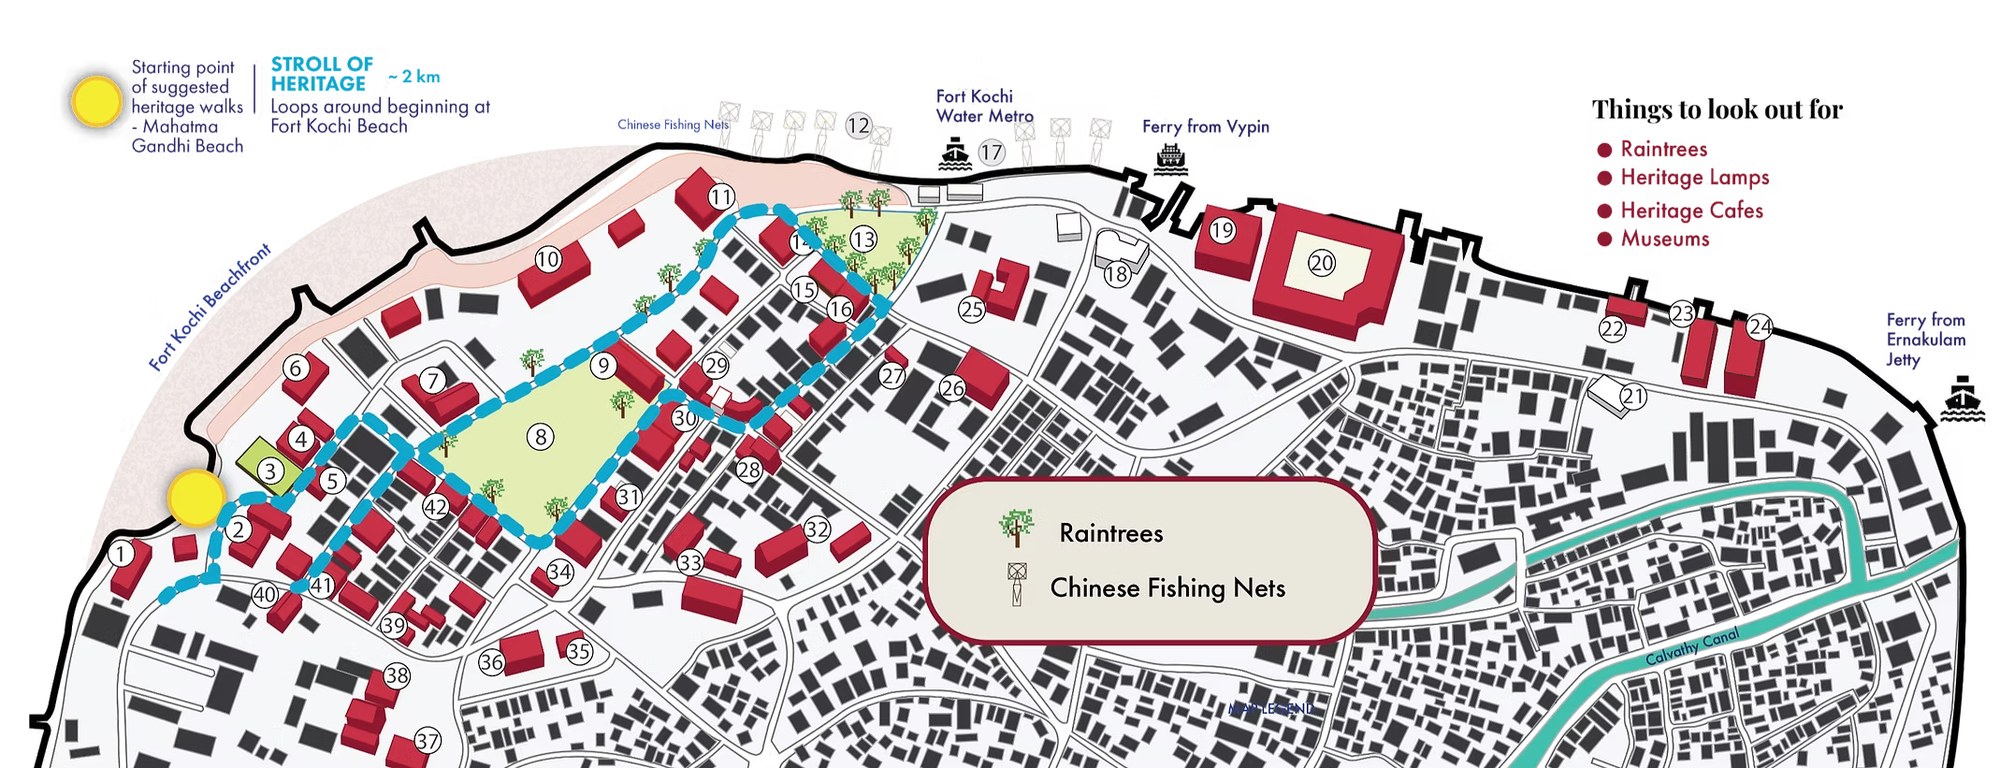 Starting point
of suggested
heritage walks
- Mahatma
Gandhi Beach
STROLL OF
HERITAGE
~ 2 km
Loops around beginning at
Fort Kochi Beach
Chinese Fishing Nets
12
Fort Kochi
Water Metro
17
Ferry from Vypin
Things to look out for
Raintrees
Heritage Lamps
Heritage Cafes
Museums
Fort Kochi Beachfront
11
10
14
13
15
16
18
19
20
25
22
23
24
21
Ferry from
Ernakulam
Jetty
6
7
9
29
27
26
8
30
4
3
5
42
28
31
2
1
32
33
34
40
41
39
36
35
38
37
Raintrees
Chinese Fishing Nets
Calvathy Canal
MAP LEGEND